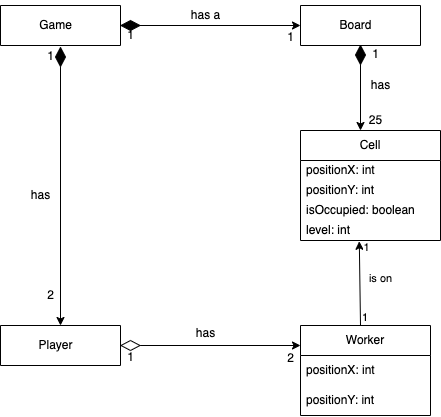 Game
has a
Board
1
1
1
1
has
25
Cell
positionX: int
positionY: int
isOccupied: boolean
level: int
has
1
is on
2
1
Player
has
Worker
1
2
positionX: int
positionY: int